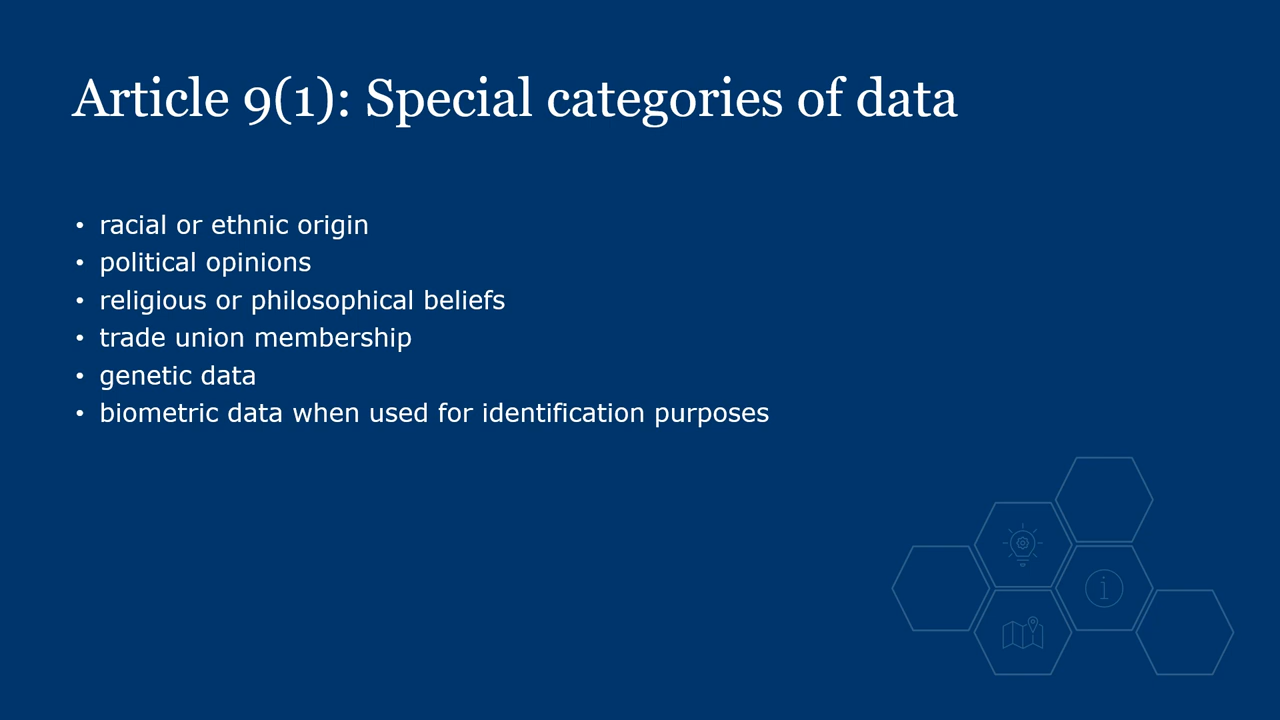 Article 9(1): Special categories of data
• racial or ethnic origin
• political opinions
• religious or philosophical beliefs
• trade union membership
• genetic data
• biometric data when used for identification purposes
i